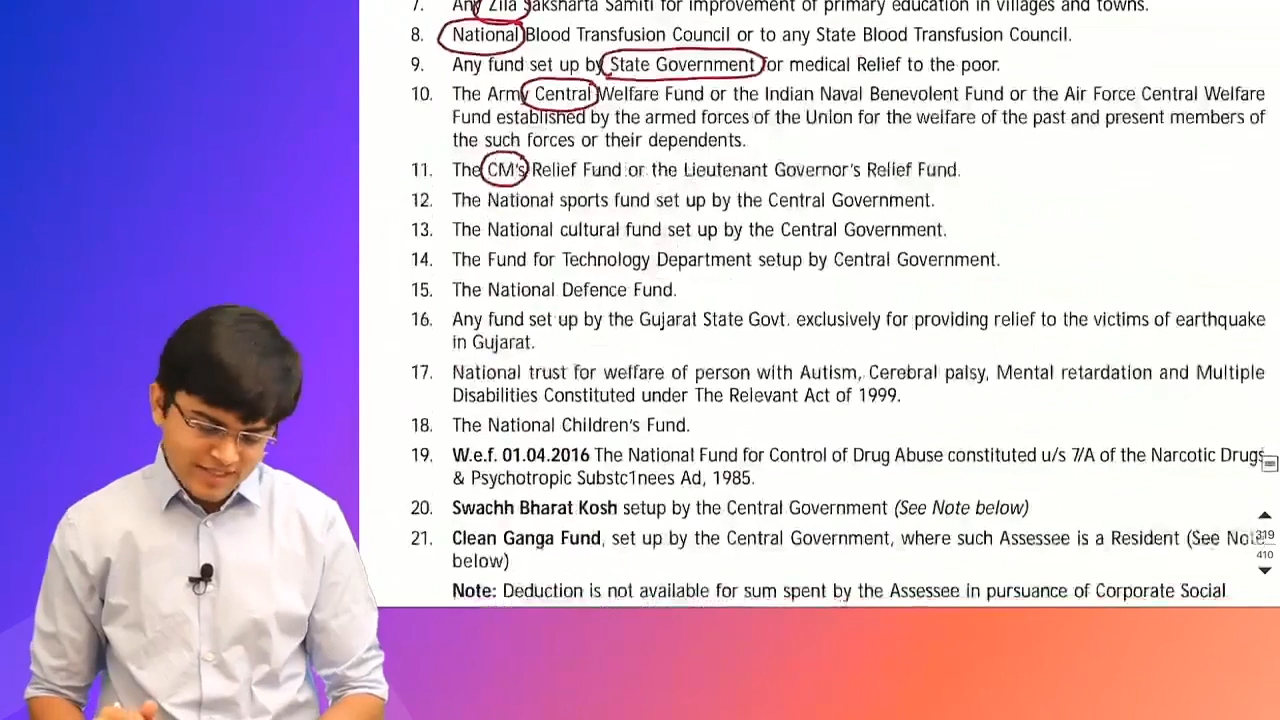 7. Any Zila Saksharta Samiti for improvement of primary education in villages and towns.
8. National Blood Transfusion Council or to any State Blood Transfusion Council.
9. Any fund set up by State Government for medical Relief to the poor.
10. The Army Central Welfare Fund or the Indian Naval Benevolent Fund or the Air Force Central Welfare
Fund established by the armed forces of the Union for the welfare of the past and present members of
the such forces or their dependents.
11. The CM's Relief Fund or the Lieutenant Governor's Relief Fund.
12. The National sports fund set up by the Central Government.
13. The National cultural fund set up by the Central Government.
14. The Fund for Technology Department setup by Central Government.
15. The National Defence Fund.
16. Any fund set up by the Gujarat State Govt. exclusively for providing relief to the victims of earthquake
in Gujarat.
17. National trust for welfare of person with Autism, Cerebral palsy, Mental retardation and Multiple
Disabilities Constituted under The Relevant Act of 1999.
18. The National Children's Fund.
19. W.e.f. 01.04.2016 The National Fund for Control of Drug Abuse constituted u/s 7/A of the Narcotic Drugs
& Psychotropic Substc1nees Ad, 1985.
20. Swachh Bharat Kosh setup by the Central Government (See Note below)
21. Clean Ganga Fund, set up by the Central Government, where such Assessee is a Resident (See Note
below)
319
410
Note: Deduction is not available for sum spent by the Assessee in pursuance of Corporate Social